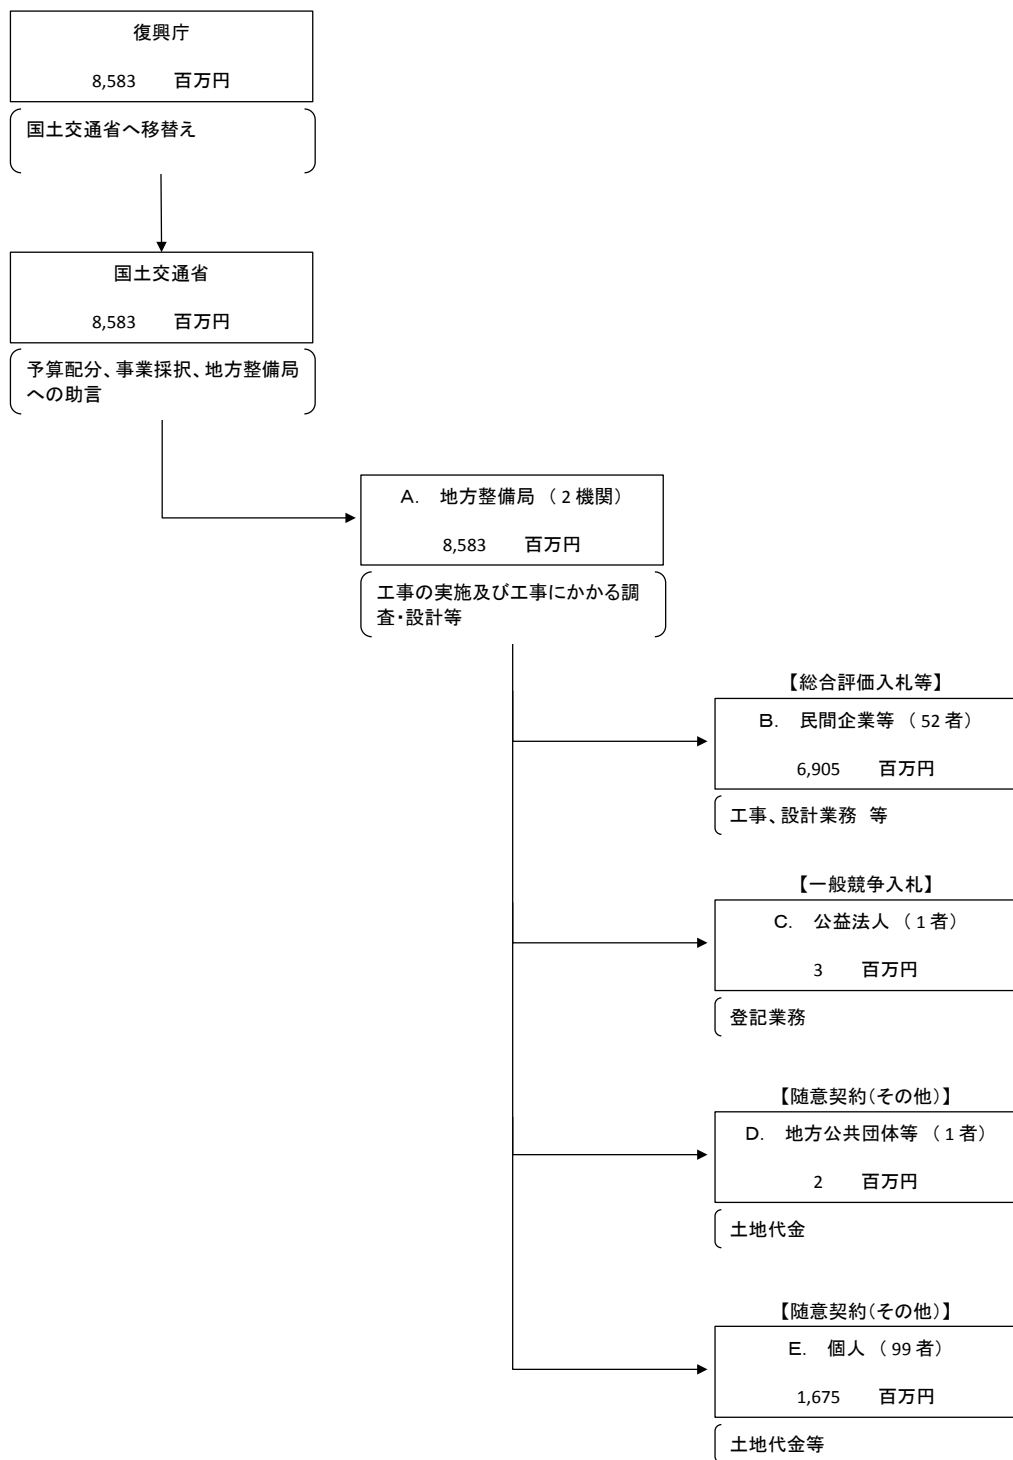 復興庁
8,583 百万円
国土交通省へ移替え
国土交通省
8,583 百万円
予算配分、事業採択、地方整備局
への助言
A. 地方整備局 （ 2 機関）
8,583 百万円
工事の実施及び工事にかかる調
査・設計等
【総合評価入札等】
B. 民間企業等 （ 52 者）
6,905 百万円
工事、設計業務 等
【一般競争入札】
C. 公益法人 （ 1 者）
3 百万円
登記業務
【随意契約（その他）】
D. 地方公共団体等 （ 1 者）
2 百万円
土地代金
【随意契約（その他）】
E. 個人 （ 99 者）
1,675 百万円
土地代金等